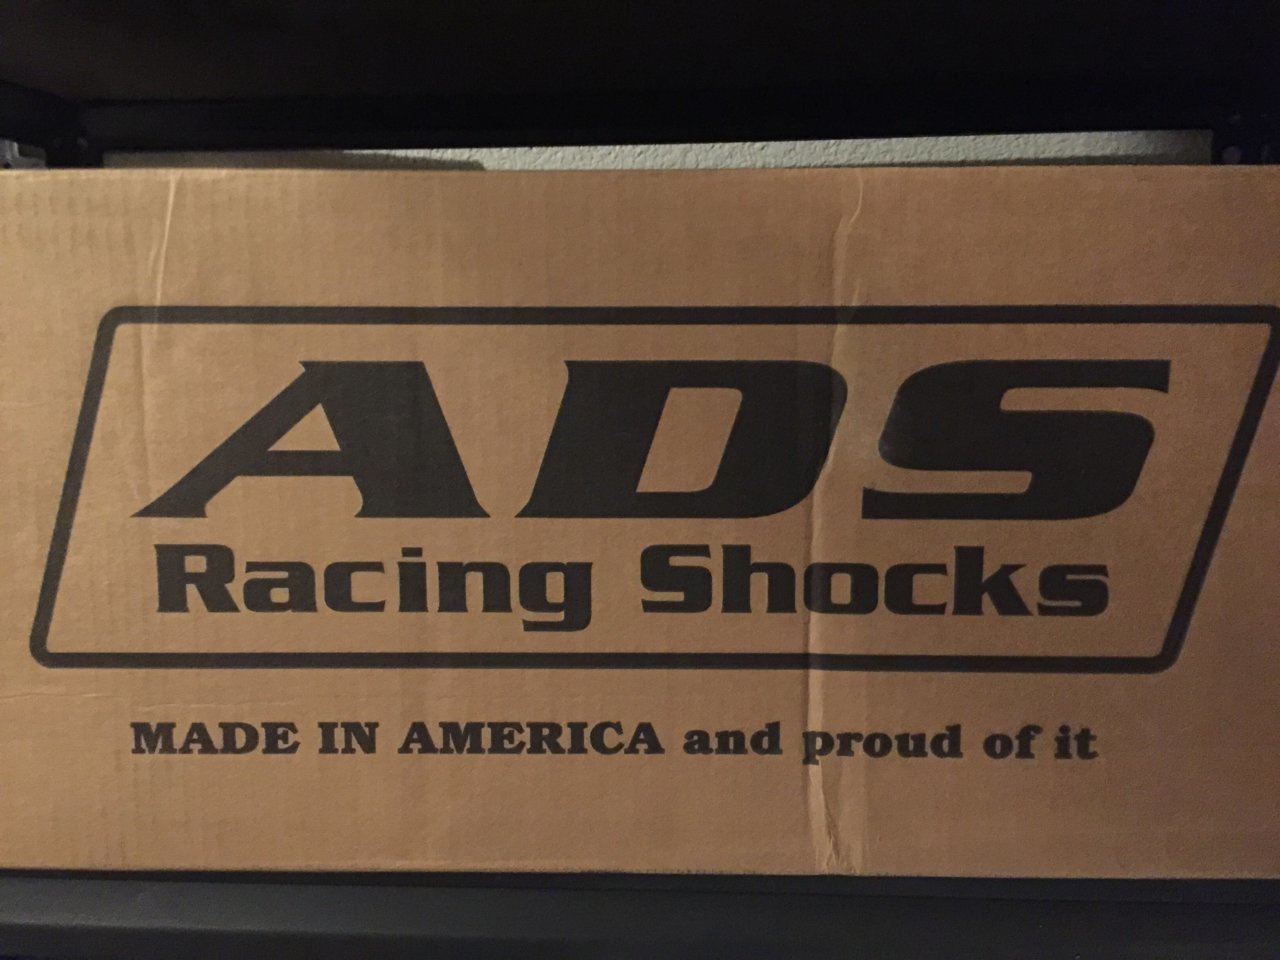 ADS
Racing Shocks
MADE IN AMERICA and proud of it